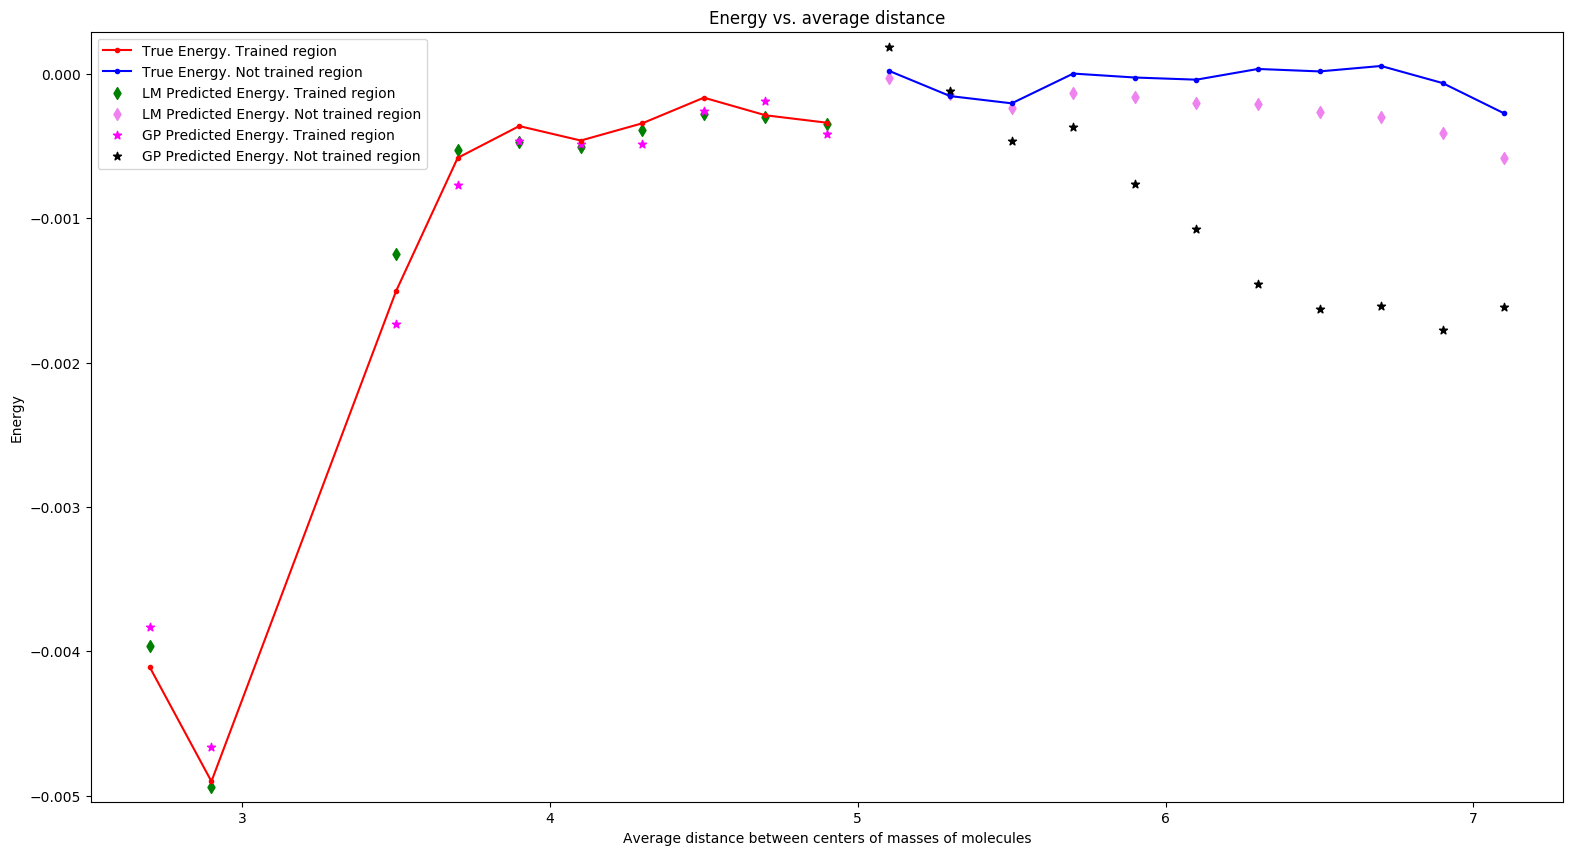 Energy vs. average distance
True Energy. Trained region
True Energy. Not trained region
LM Predicted Energy. Trained region
LM Predicted Energy. Not trained region
GP Predicted Energy. Trained region
GP Predicted Energy. Not trained region
0.000
−0.001
−0.002
−0.003
−0.004
−0.005
Energy
3 4 5 6 7
Average distance between centers of masses of molecules